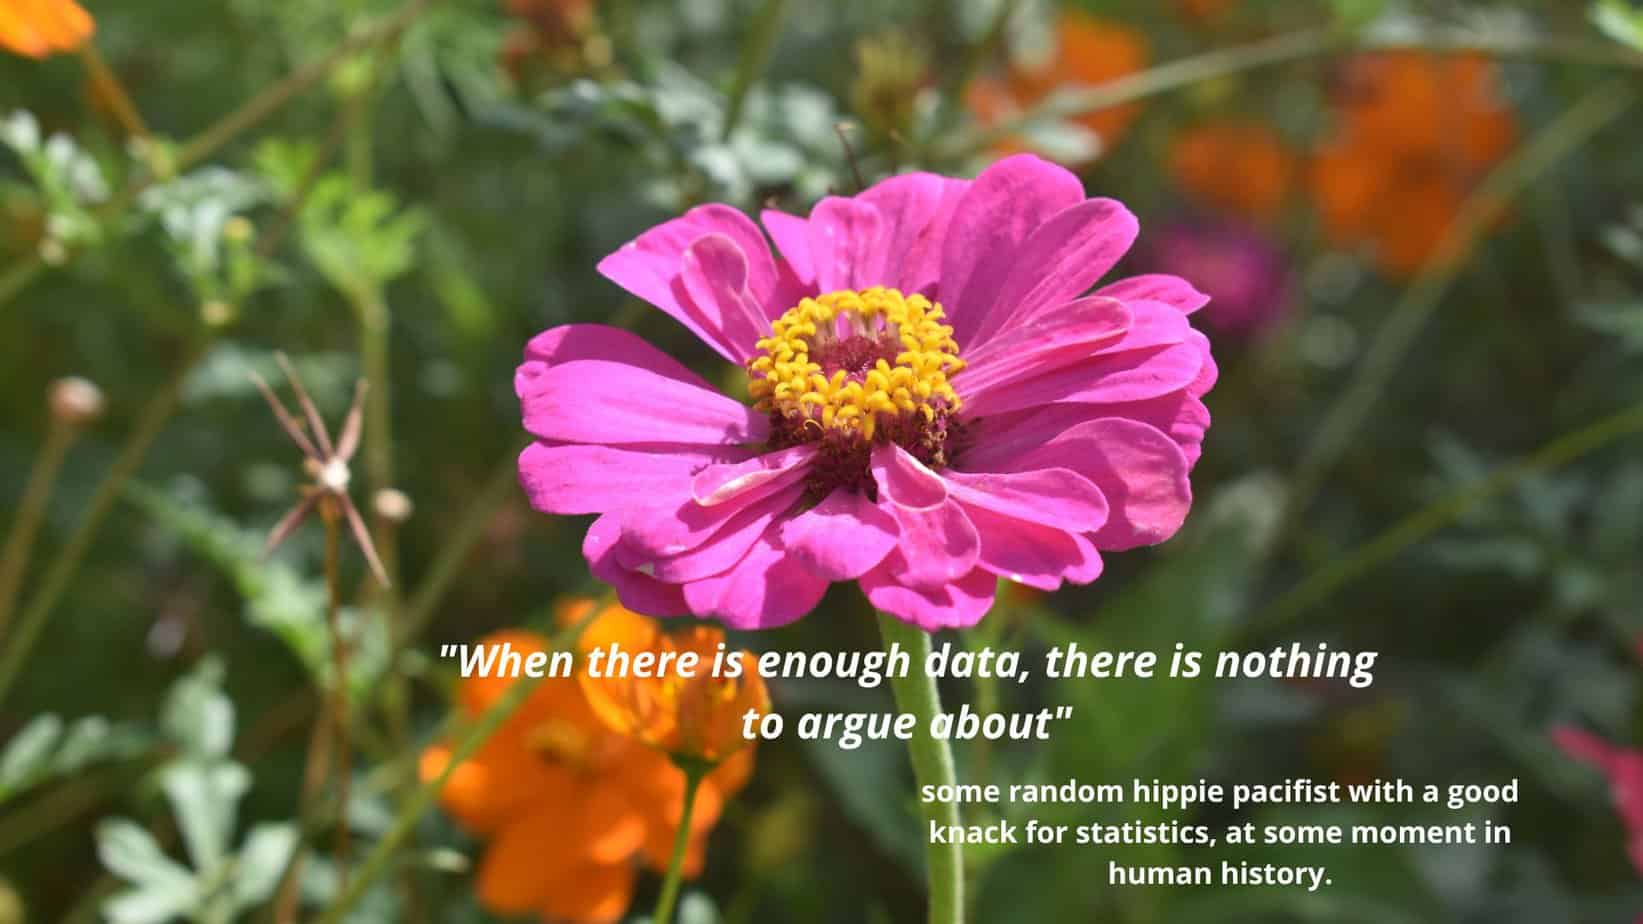 "When there is enough data, there is nothing
to argue about"
some random hippie pacifist with a good
knack for statistics, at some moment in
human history.